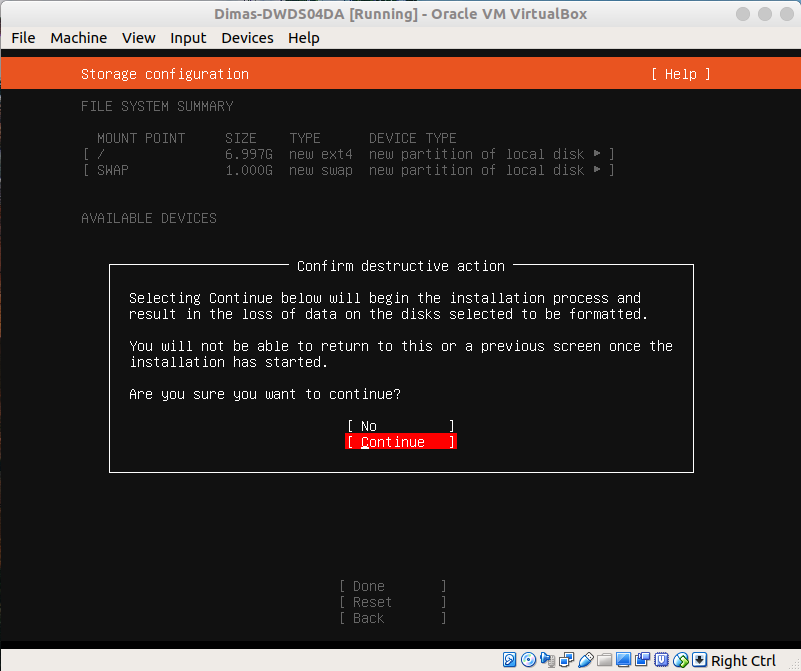 Dimas-DWDS04DA [Running] - Oracle VM VirtualBox
File Machine View Input Devices Help
Storage configuration [ Help ]
FILE SYSTEM SUMMARY
MOUNT POINT SIZE TYPE DEVICE TYPE
[ / 6.997G new ext4 new partition of local disk ▸ ]
[ SWAP 1.000G new swap new partition of local disk ▸ ]
AVAILABLE DEVICES
Confirm destructive action
Selecting Continue below will begin the installation process and
result in the loss of data on the disks selected to be formatted.
You will not be able to return to this or a previous screen once the
installation has started.
Are you sure you want to continue?
[ No ]
[ Continue ]
[ Done ]
[ Reset ]
[ Back ]
Right Ctrl